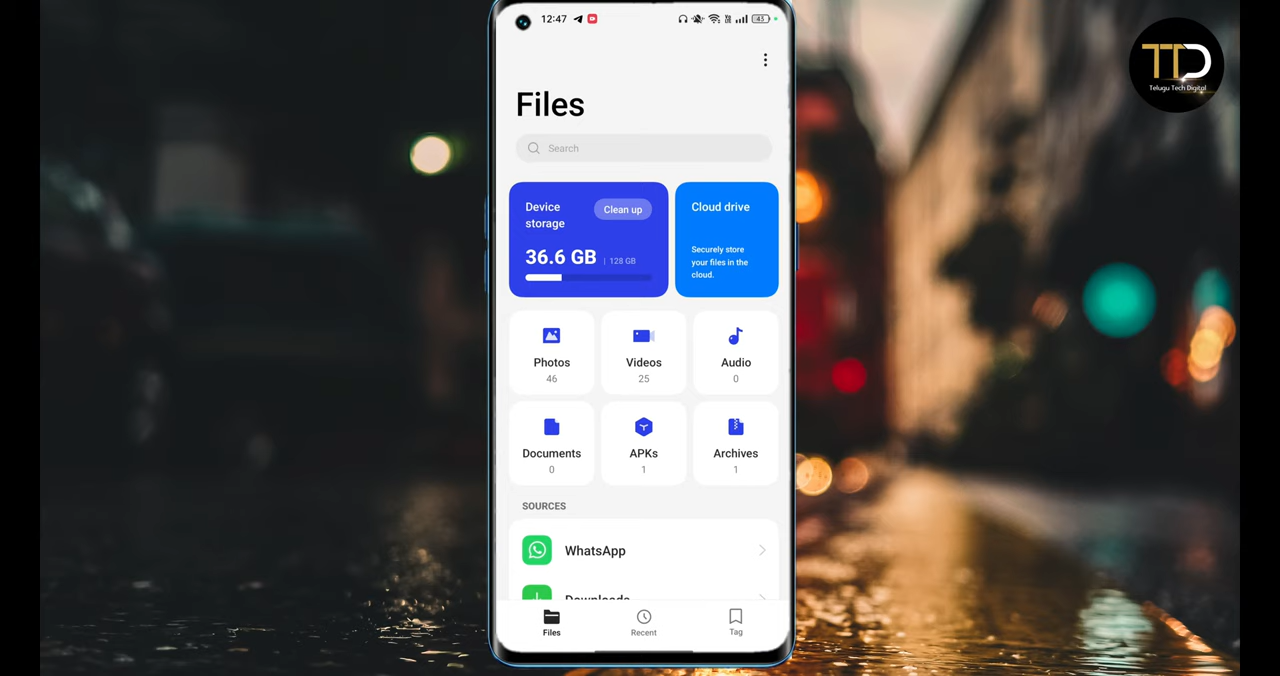 12:47
45
TTD
Telugu Tech Digital
Files
Search
Device
storage
Clean up
36.6 GB | 128 GB
Cloud drive
Securely store
your files in the
cloud.
Photos
46
Videos
25
Audio
0
Documents
0
APKs
1
Archives
1
SOURCES
WhatsApp
Downloads
Files
Recent
Tag